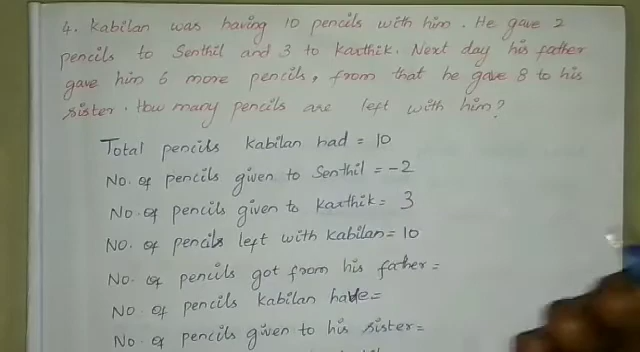 4. Kabilan was having 10 pencils with him. He gave 2
pencils to Senthil and 3 to Karthik. Next day his father
gave him 6 more pencils, from that he gave 8 to his
sister. How many pencils are left with him?
Total pencils Kabilan had = 10
No. of pencils given to Senthil = -2
No. of pencils given to Karthik = 3
No. of pencils left with Kabilan = 10
No. of pencils got from his father =
No. of pencils Kabilan have =
No. of pencils given to his sister =